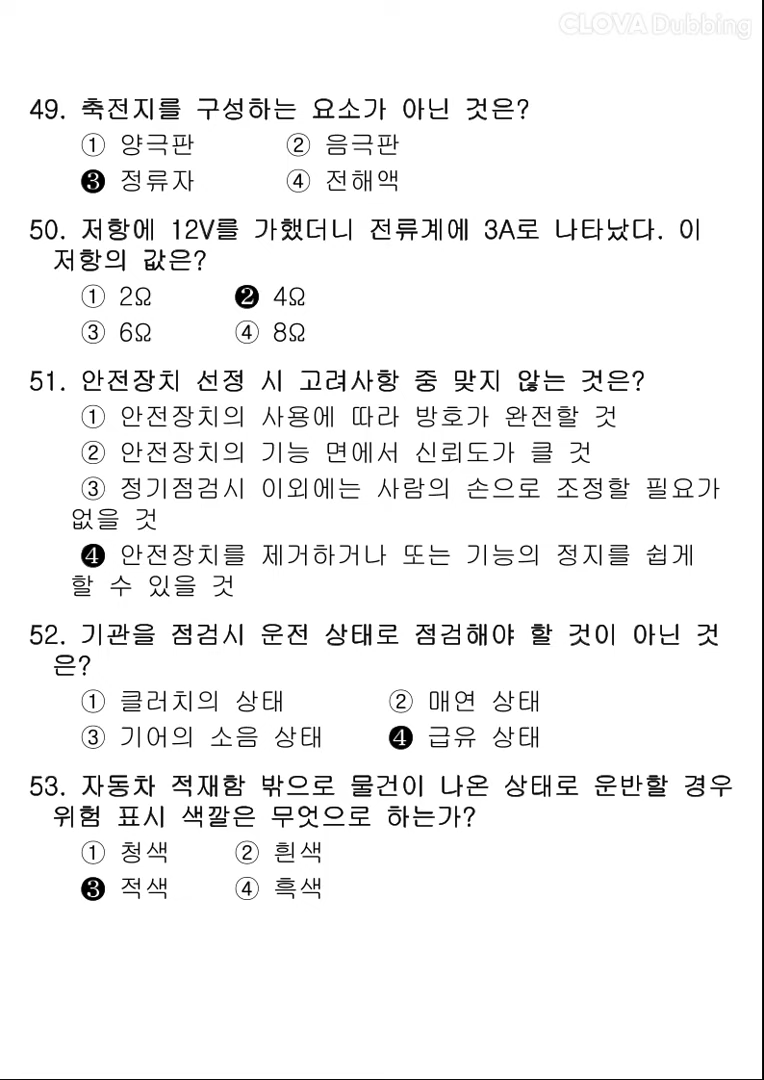 CLOVA Dubbing
49. 축전지를 구성하는 요소가 아닌 것은?
① 양극판 ② 음극판
❸ 정류자 ④ 전해액
50. 저항에 12V를 가했더니 전류계에 3A로 나타났다. 이
저항의 값은?
① 2Ω ❷ 4Ω
③ 6Ω ④ 8Ω
51. 안전장치 선정 시 고려사항 중 맞지 않는 것은?
① 안전장치의 사용에 따라 방호가 완전할 것
② 안전장치의 기능 면에서 신뢰도가 클 것
③ 정기점검시 이외에는 사람의 손으로 조정할 필요가
없을 것
❹ 안전장치를 제거하거나 또는 기능의 정지를 쉽게
할 수 있을 것
52. 기관을 점검시 운전 상태로 점검해야 할 것이 아닌 것
은?
① 클러치의 상태 ② 매연 상태
③ 기어의 소음 상태 ❹ 급유 상태
53. 자동차 적재함 밖으로 물건이 나온 상태로 운반할 경우
위험 표시 색깔은 무엇으로 하는가?
① 청색 ② 흰색
❸ 적색 ④ 흑색